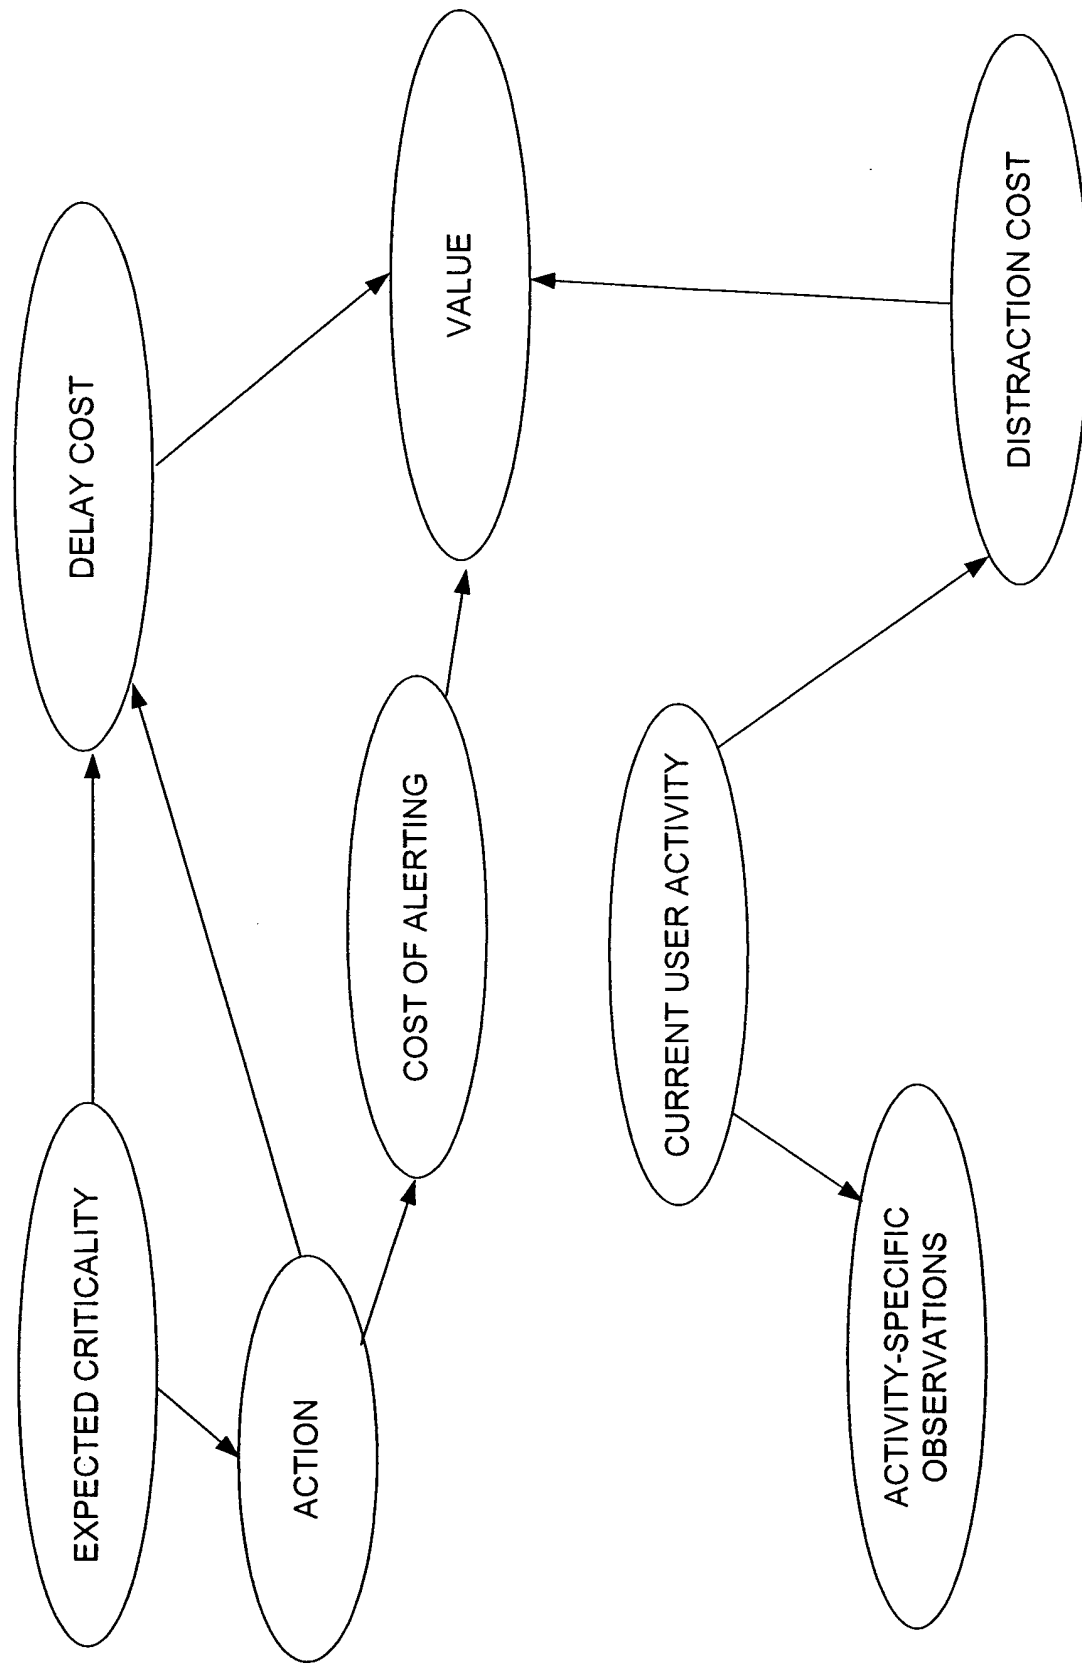 EXPECTED CRITICALITY
DELAY COST
ACTION
COST OF ALERTING
VALUE
CURRENT USER ACTIVITY
ACTIVITY-SPECIFIC
OBSERVATIONS
DISTRACTION COST